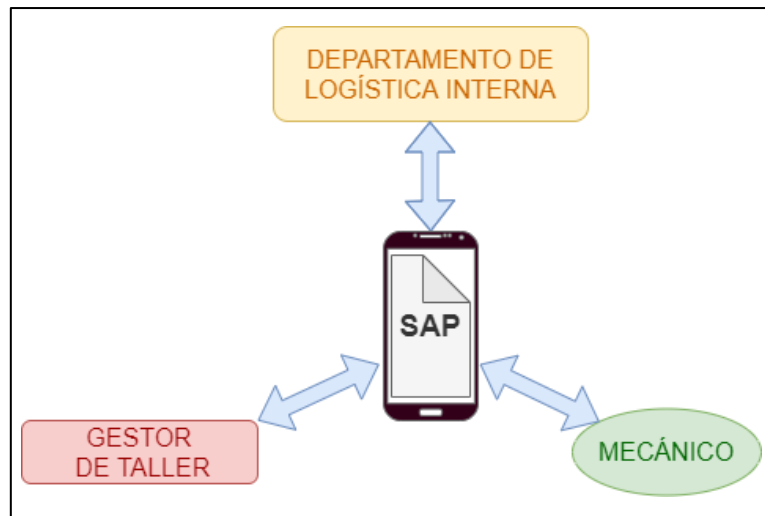 DEPARTAMENTO DE
LOGÍSTICA INTERNA
SAP
GESTOR
DE TALLER
MECÁNICO